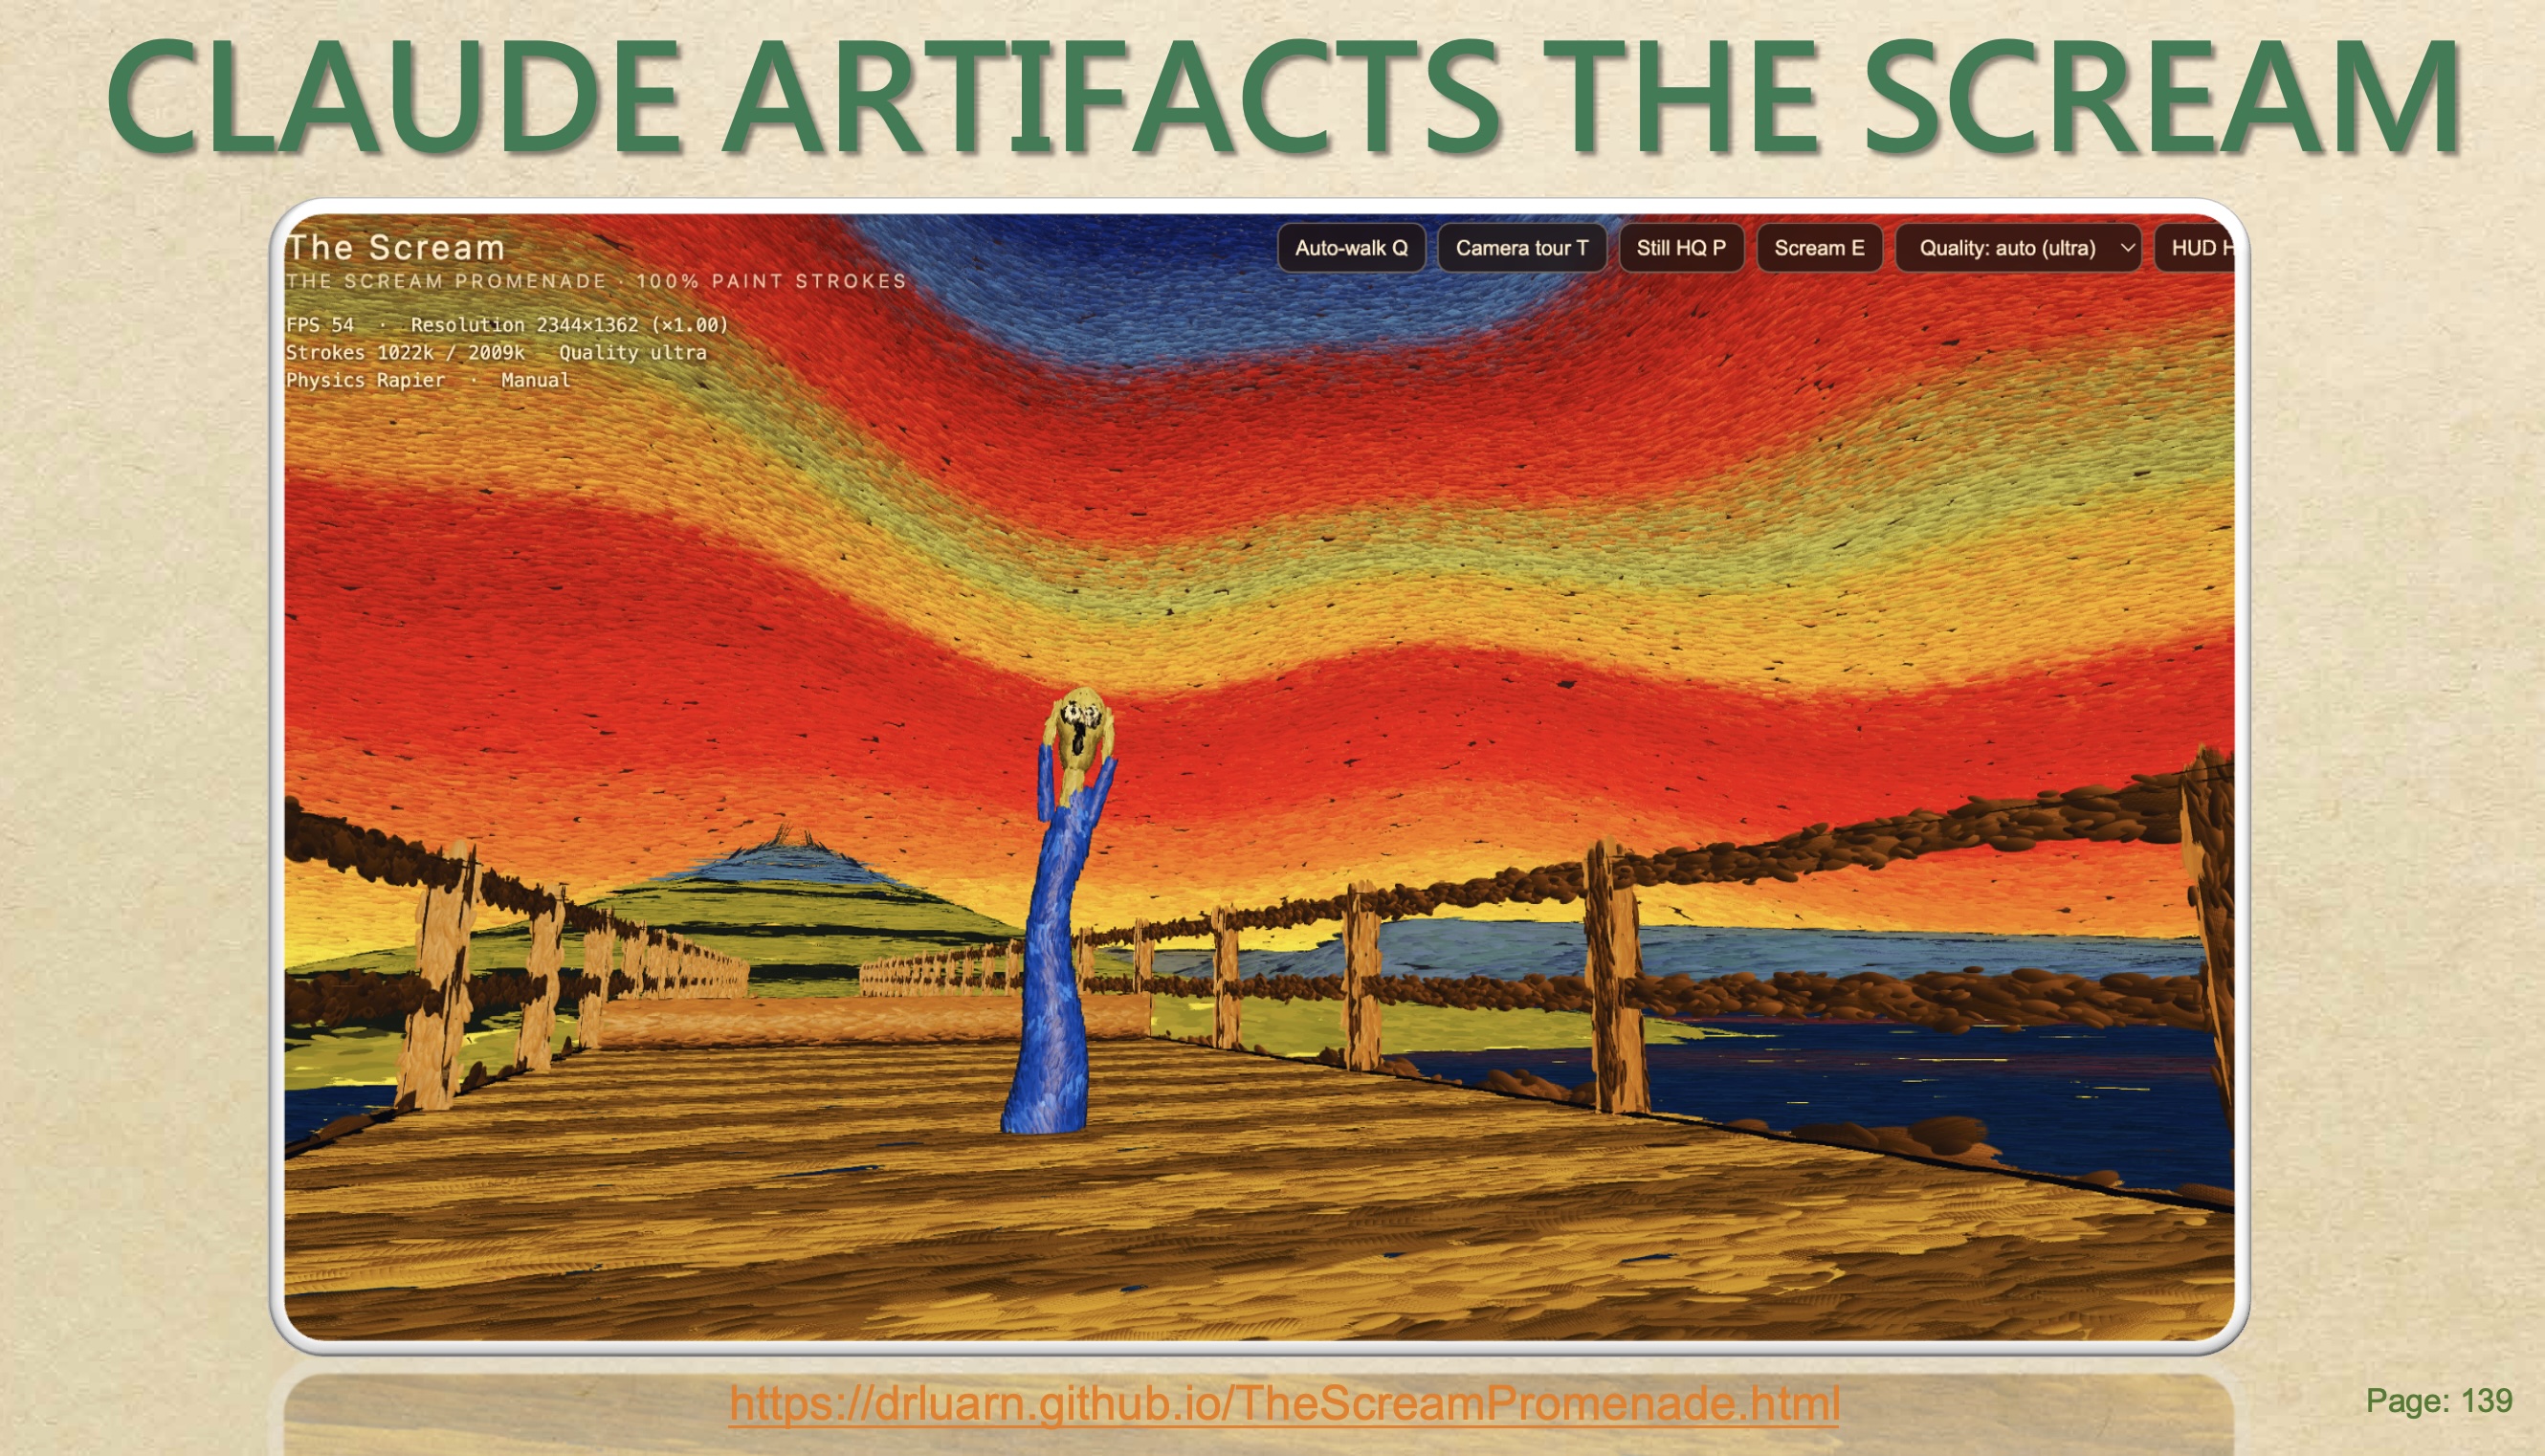 CLAUDE ARTIFACTS THE SCREAM
The Scream
THE SCREAM PROMENADE · 100% PAINT STROKES
FPS 54 · Resolution 2344×1362 (×1.00)
Strokes 1022k / 2009k Quality ultra
Physics Rapier · Manual
Auto-walk Q
Camera tour T
Still HQ P
Scream E
Quality: auto (ultra)
HUD H
https://drluarn.github.io/TheScreamPromenade.html
Page: 139